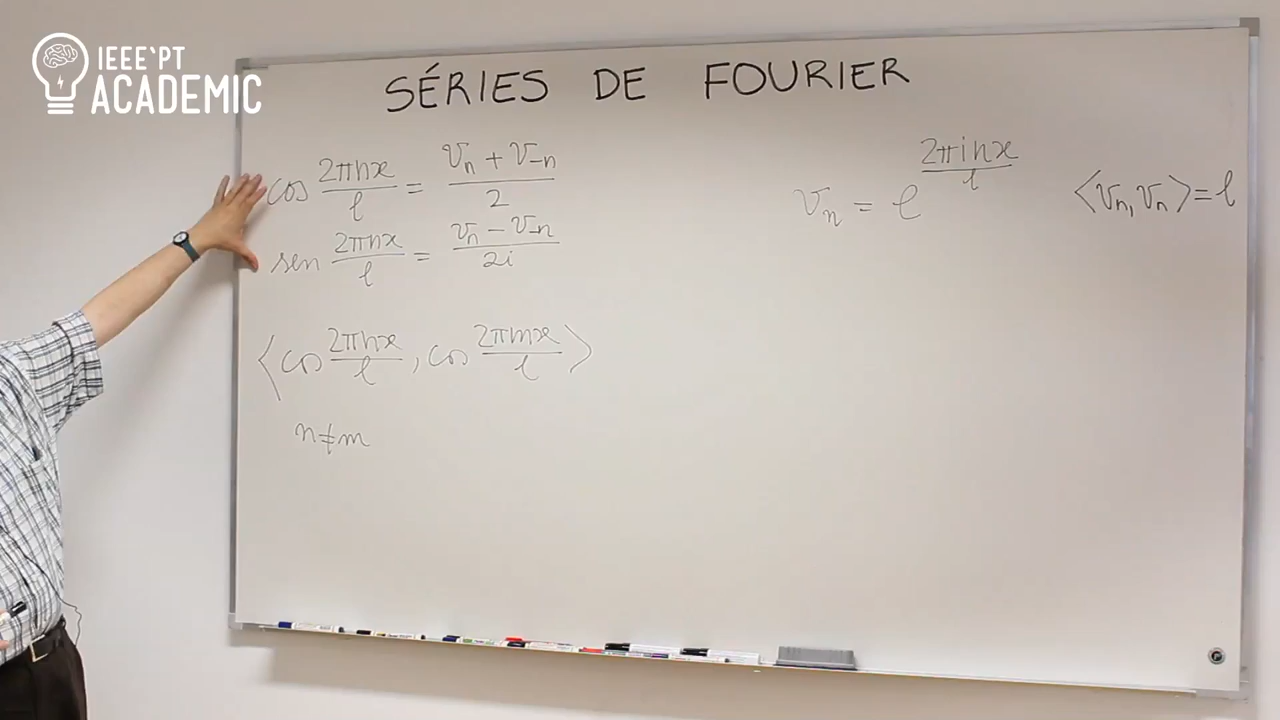 IEEE`PT
ACADEMIC
SÉRIES DE FOURIER
cos 2πnx/l = (v_n + v_-n)/2
sen 2πnx/l = (v_n - v_-n)/2i
v_n = e^(2πinx/l)
⟨v_n, v_n⟩ = l
⟨cos 2πnx/l, cos 2πmx/l⟩
n≠m